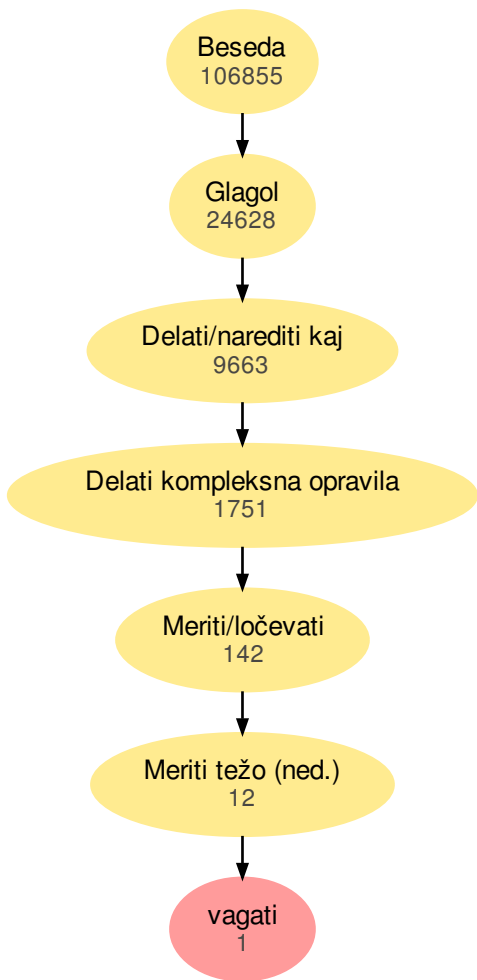 Beseda
106855
Glagol
24628
Delati/narediti kaj
9663
Delati kompleksna opravila
1751
Meriti/ločevati
142
Meriti težo (ned.)
12
vagati
1